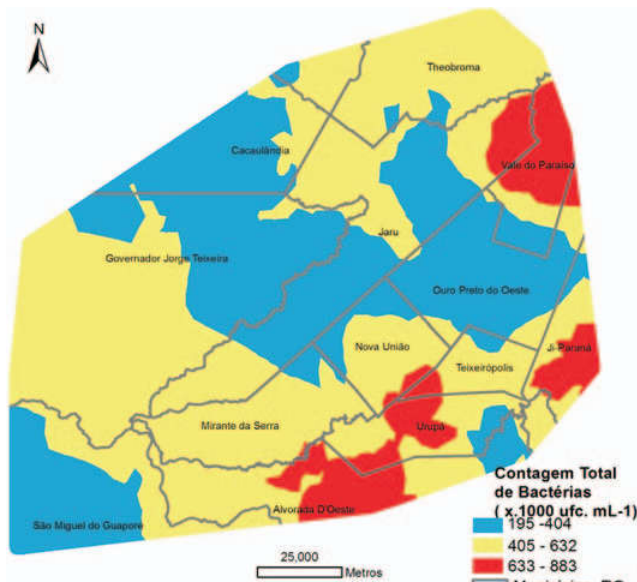 N
Theobroma
Cacaulândia
Vale do Paraíso
Jaru
Governador Jorge Teixeira
Ouro Preto do Oeste
Nova União
Ji-Paraná
Teixeirópolis
Mirante da Serra
Urupá
Alvorada D'Oeste
São Miguel do Guaporé
Contagem Total
de Bactérias
( x.1000 ufc. mL-1)
195 -404
405 - 632
633 - 883
25,000
Metros